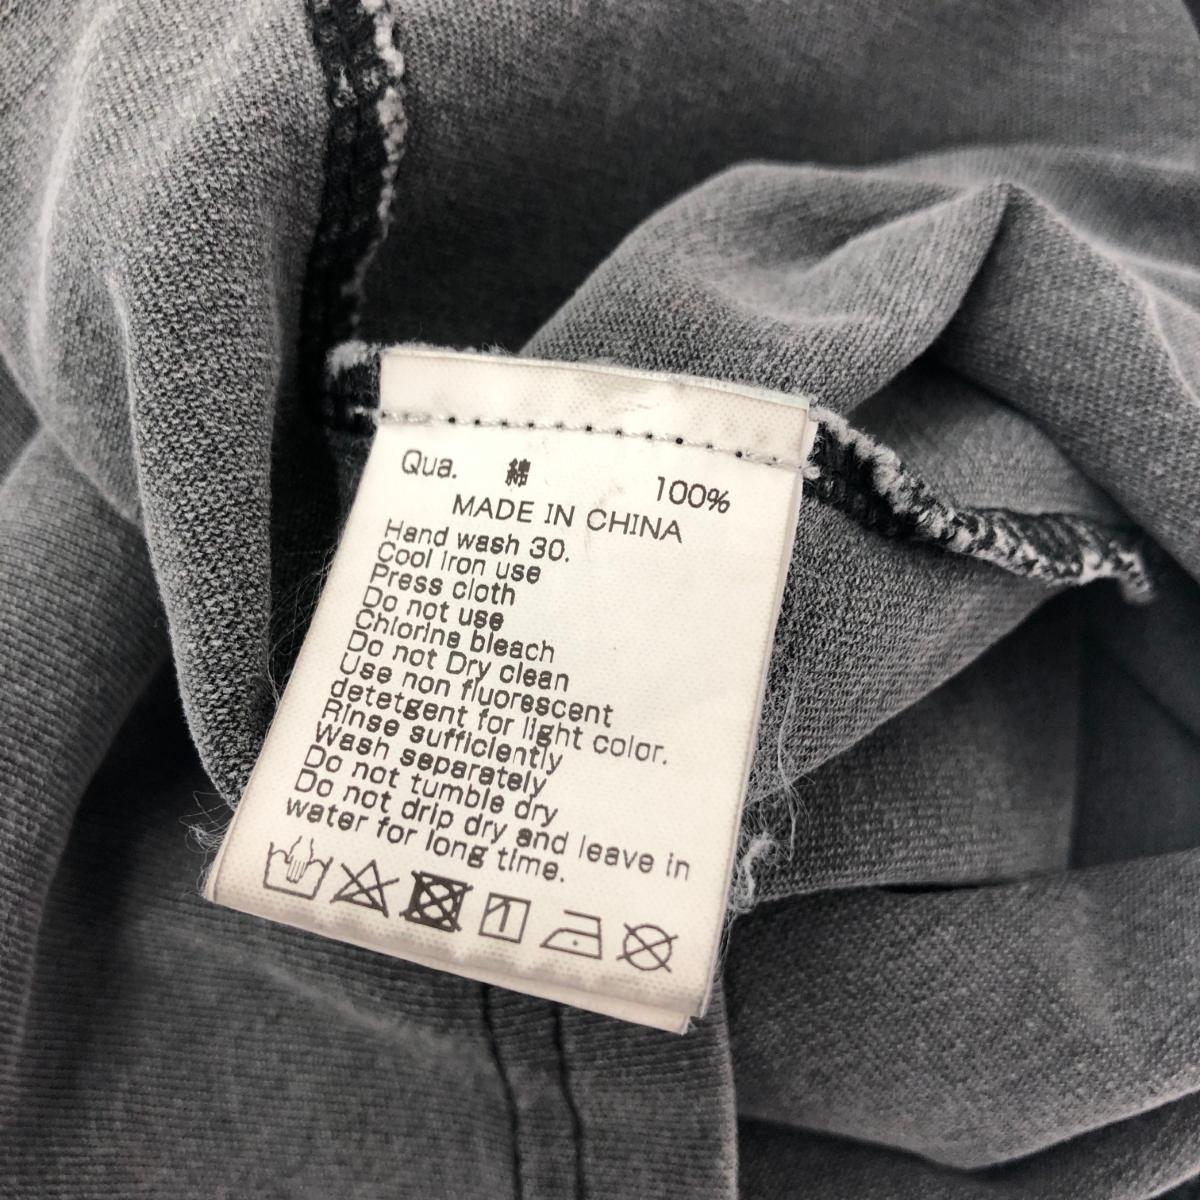 Qua. 綿 100%
MADE IN CHINA
Hand wash 30.
Cool iron use
Press cloth
Do not use
Chlorine bleach
Do not Dry clean
Use non fluorescent
detetgent for light color.
Rinse sufficiently
Wash separately
Do not tumble dry
Do not drip dry and leave in
water for long time.